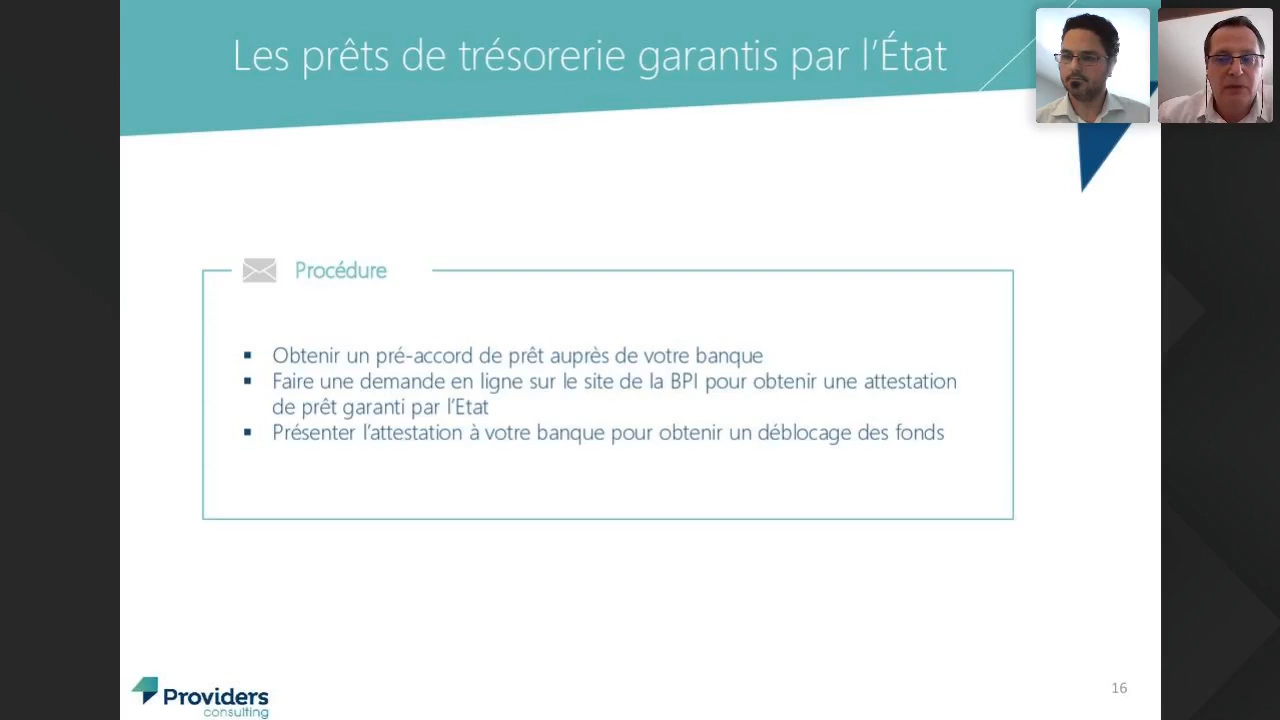 Les prêts de trésorerie garantis par l'État
Procédure
▪ Obtenir un pré-accord de prêt auprès de votre banque
▪ Faire une demande en ligne sur le site de la BPI pour obtenir une attestation
de prêt garanti par l'Etat
▪ Présenter l'attestation à votre banque pour obtenir un déblocage des fonds
Providers
consulting
16